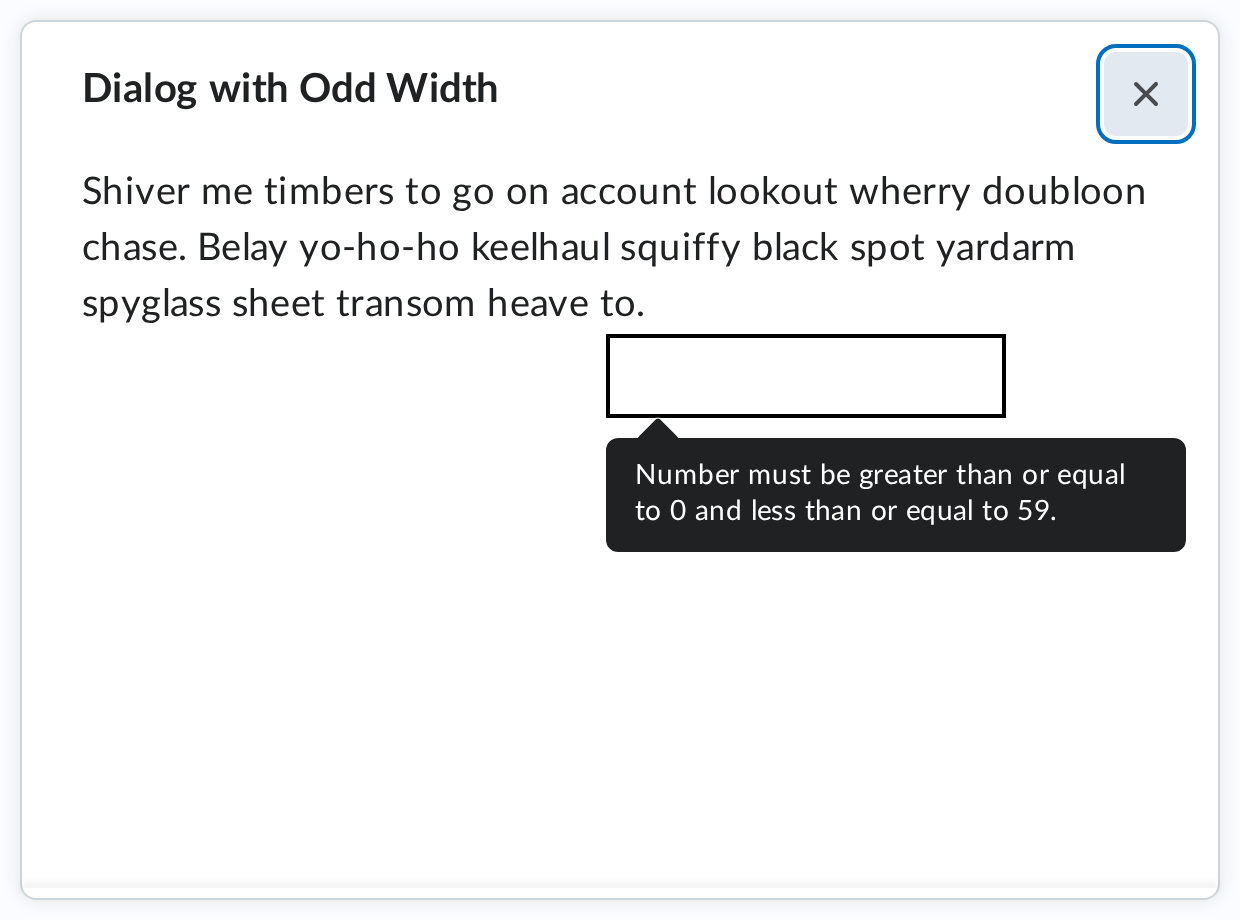 Dialog with Odd Width
Shiver me timbers to go on account lookout wherry doubloon
chase. Belay yo-ho-ho keelhaul squiffy black spot yardarm
spyglass sheet transom heave to.
Number must be greater than or equal
to 0 and less than or equal to 59.